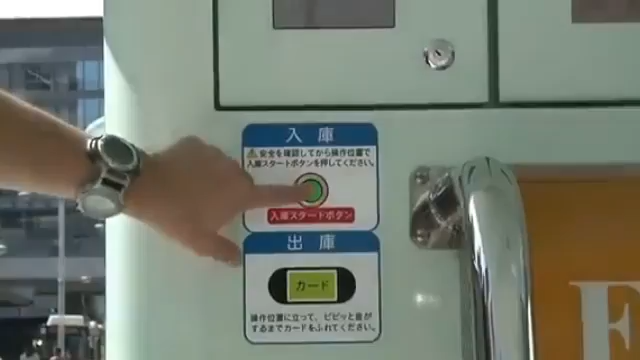 入庫
安全を確認してから操作位置で
入庫スタートボタンを押してください。
入庫スタートボタン
出庫
カード
操作位置に立って、ピピッと音が
するまでカードをふれてください。
E